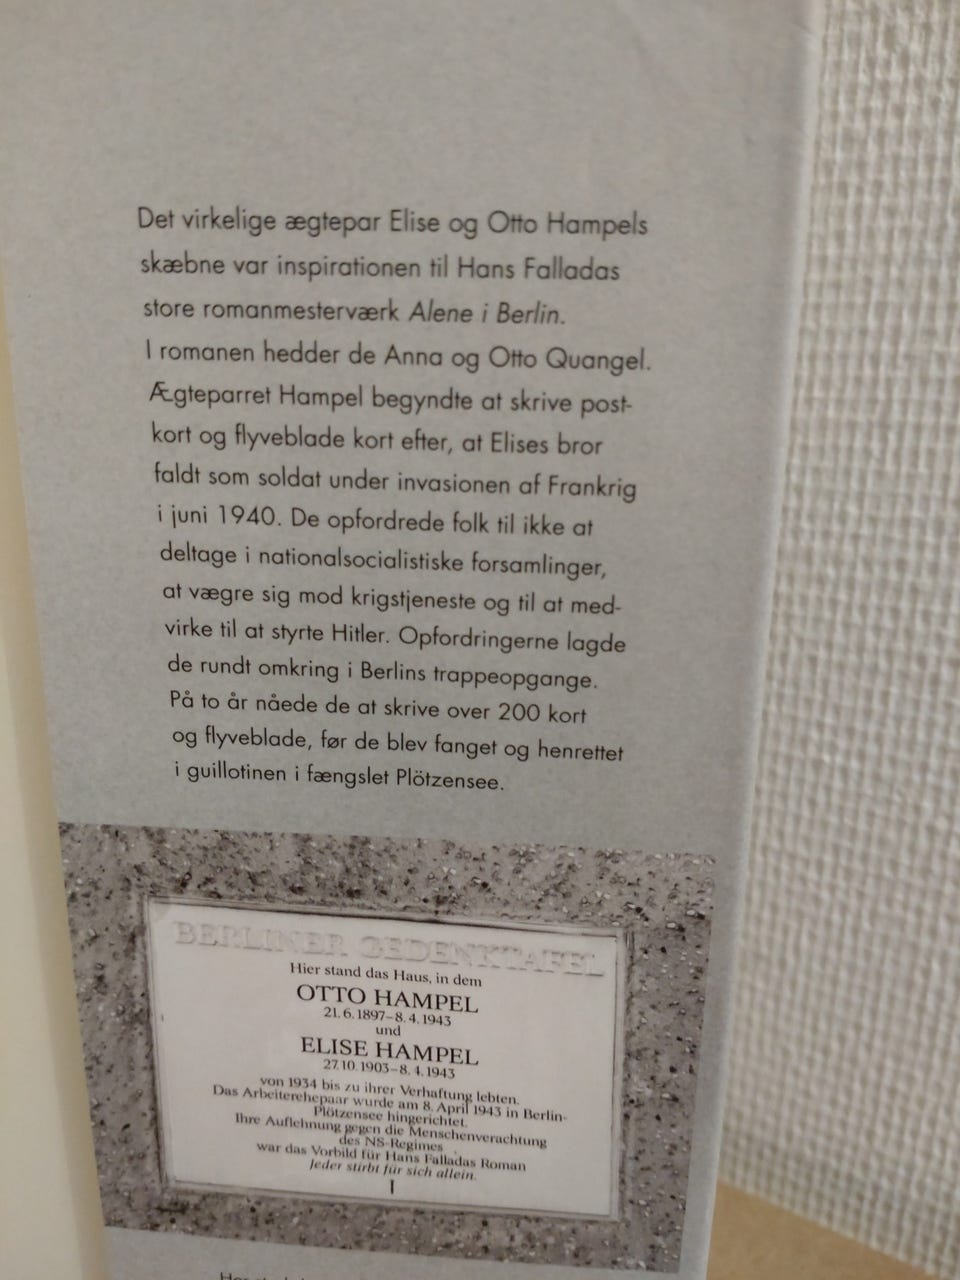 Det virkelige ægtepar Elise og Otto Hampels
skæbne var inspirationen til Hans Falladas
store romanmesterværk Alene i Berlin.
I romanen hedder de Anna og Otto Quangel.
Ægteparret Hampel begyndte at skrive post-
kort og flyveblade kort efter, at Elises bror
faldt som soldat under invasionen af Frankrig
i juni 1940. De opfordrede folk til ikke at
deltage i nationalsocialistiske forsamlinger,
at vægre sig mod krigstjeneste og til at med-
virke til at styrte Hitler. Opfordringerne lagde
de rundt omkring i Berlins trappeopgange.
På to år nåede de at skrive over 200 kort
og flyveblade, før de blev fanget og henrettet
i guillotinen i fængslet Plötzensee.
BERLINER GEDENKTAFEL
Hier stand das Haus, in dem
OTTO HAMPEL
21. 6. 1897–8. 4. 1943
und
ELISE HAMPEL
27. 10. 1903–8. 4. 1943
von 1934 bis zu ihrer Verhaftung lebten.
Das Arbeiterehepaar wurde am 8. April 1943 in Berlin-
Plötzensee hingerichtet.
Ihre Auflehnung gegen die Menschenverachtung
des NS-Regimes
war das Vorbild für Hans Falladas Roman
Jeder stirbt für sich allein.